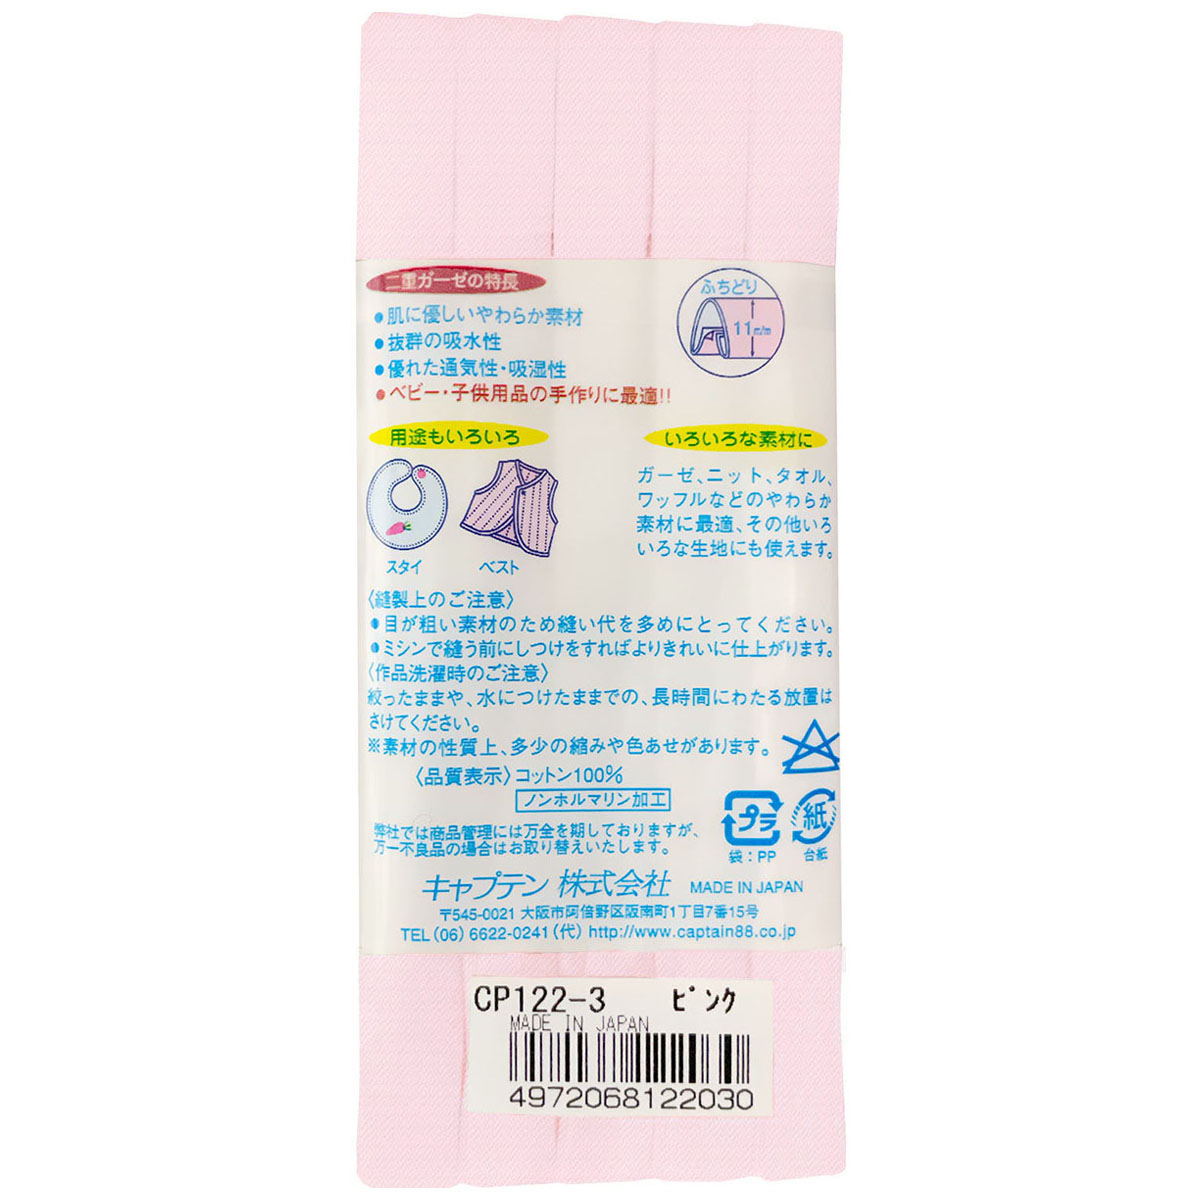 二重ガーゼの特長
●肌に優しいやわらか素材
●抜群の吸水性
●優れた通気性・吸湿性
●ベビー・子供用品の手作りに最適!!
ふちどり
11m/m
用途もいろいろ
スタイ
ベスト
いろいろな素材に
ガーゼ、ニット、タオル、
ワッフルなどのやわらか
素材に最適、その他いろ
いろな生地にも使えます。
〈縫製上のご注意〉
●目が粗い素材のため縫い代を多めにとってください。
●ミシンで縫う前にしつけをすればよりきれいに仕上がります。
〈作品洗濯時のご注意〉
絞ったままや、水につけたままでの、長時間にわたる放置は
さけてください。
※素材の性質上、多少の縮みや色あせがあります。
〈品質表示〉コットン100%
ノンホルマリン加工
プラ
袋:PP
紙
台紙
弊社では商品管理には万全を期しておりますが、
万一不良品の場合はお取り替えいたします。
キャプテン 株式会社 MADE IN JAPAN
〒545-0021 大阪市阿倍野区阪南町1丁目7番15号
TEL(06)6622-0241(代) http://www.captain88.co.jp
CP122-3 ピンク
MADE IN JAPAN
4972068122030